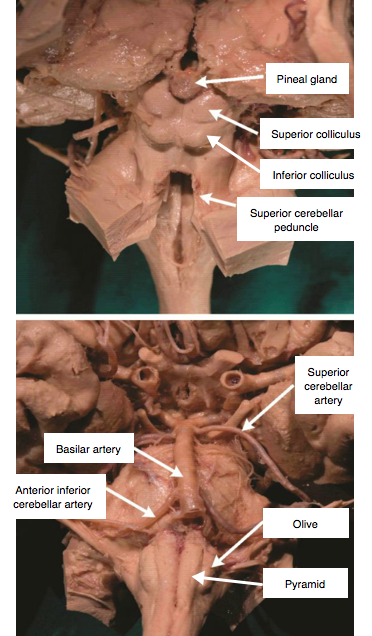 Pineal gland
Superior colliculus
Inferior colliculus
Superior cerebellar
peduncle
Superior
cerebellar
artery
Basilar artery
Anterior inferior
cerebellar artery
Olive
Pyramid